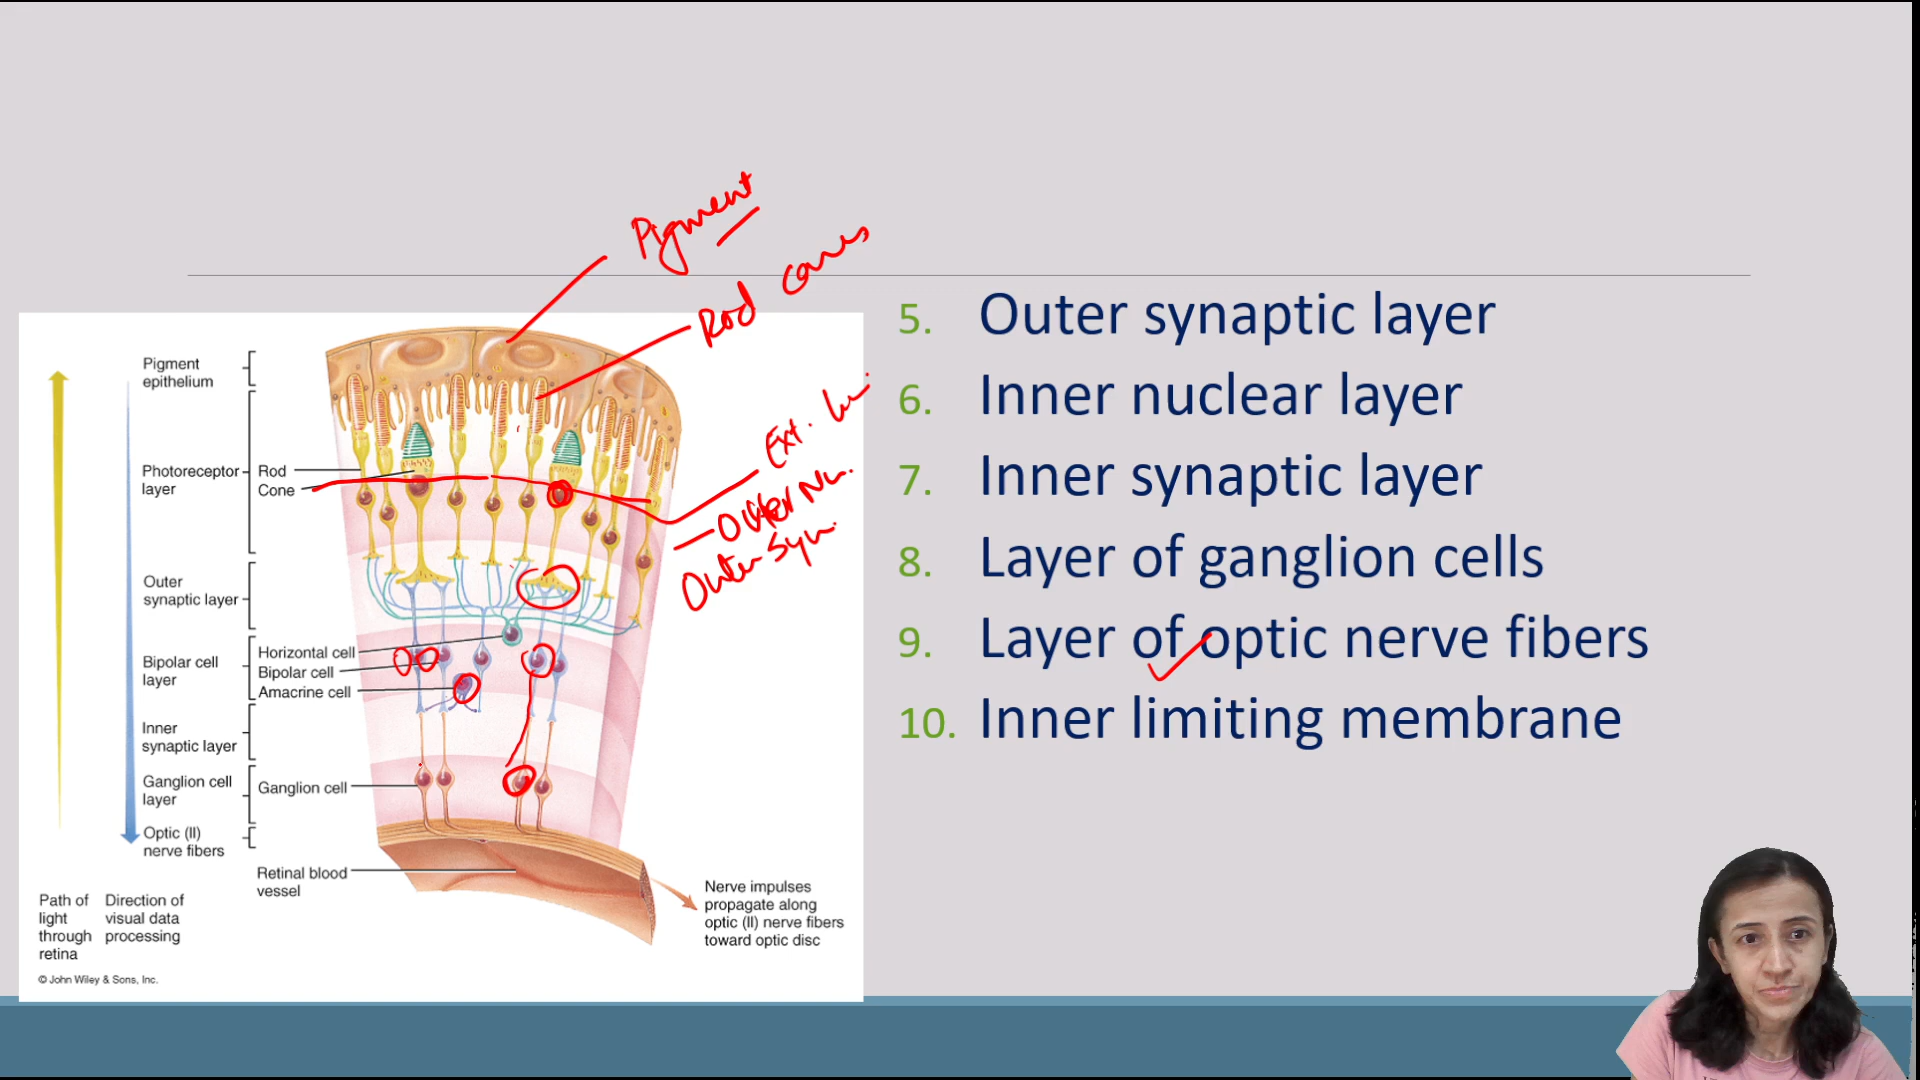 Pigment
Rod cones
Ext. lim.
Outer Nu.
Outer Syn.
Pigment
epithelium
Photoreceptor
layer
Rod
Cone
Outer
synaptic layer
Horizontal cell
Bipolar cell
layer
Bipolar cell
Amacrine cell
Inner
synaptic layer
Ganglion cell
layer
Ganglion cell
Optic (II)
nerve fibers
Retinal blood
vessel
Path of
light
through
retina
Direction of
visual data
processing
Nerve impulses
propagate along
optic (II) nerve fibers
toward optic disc
© John Wiley & Sons, Inc.
5. Outer synaptic layer
6. Inner nuclear layer
7. Inner synaptic layer
8. Layer of ganglion cells
9. Layer of optic nerve fibers
10. Inner limiting membrane